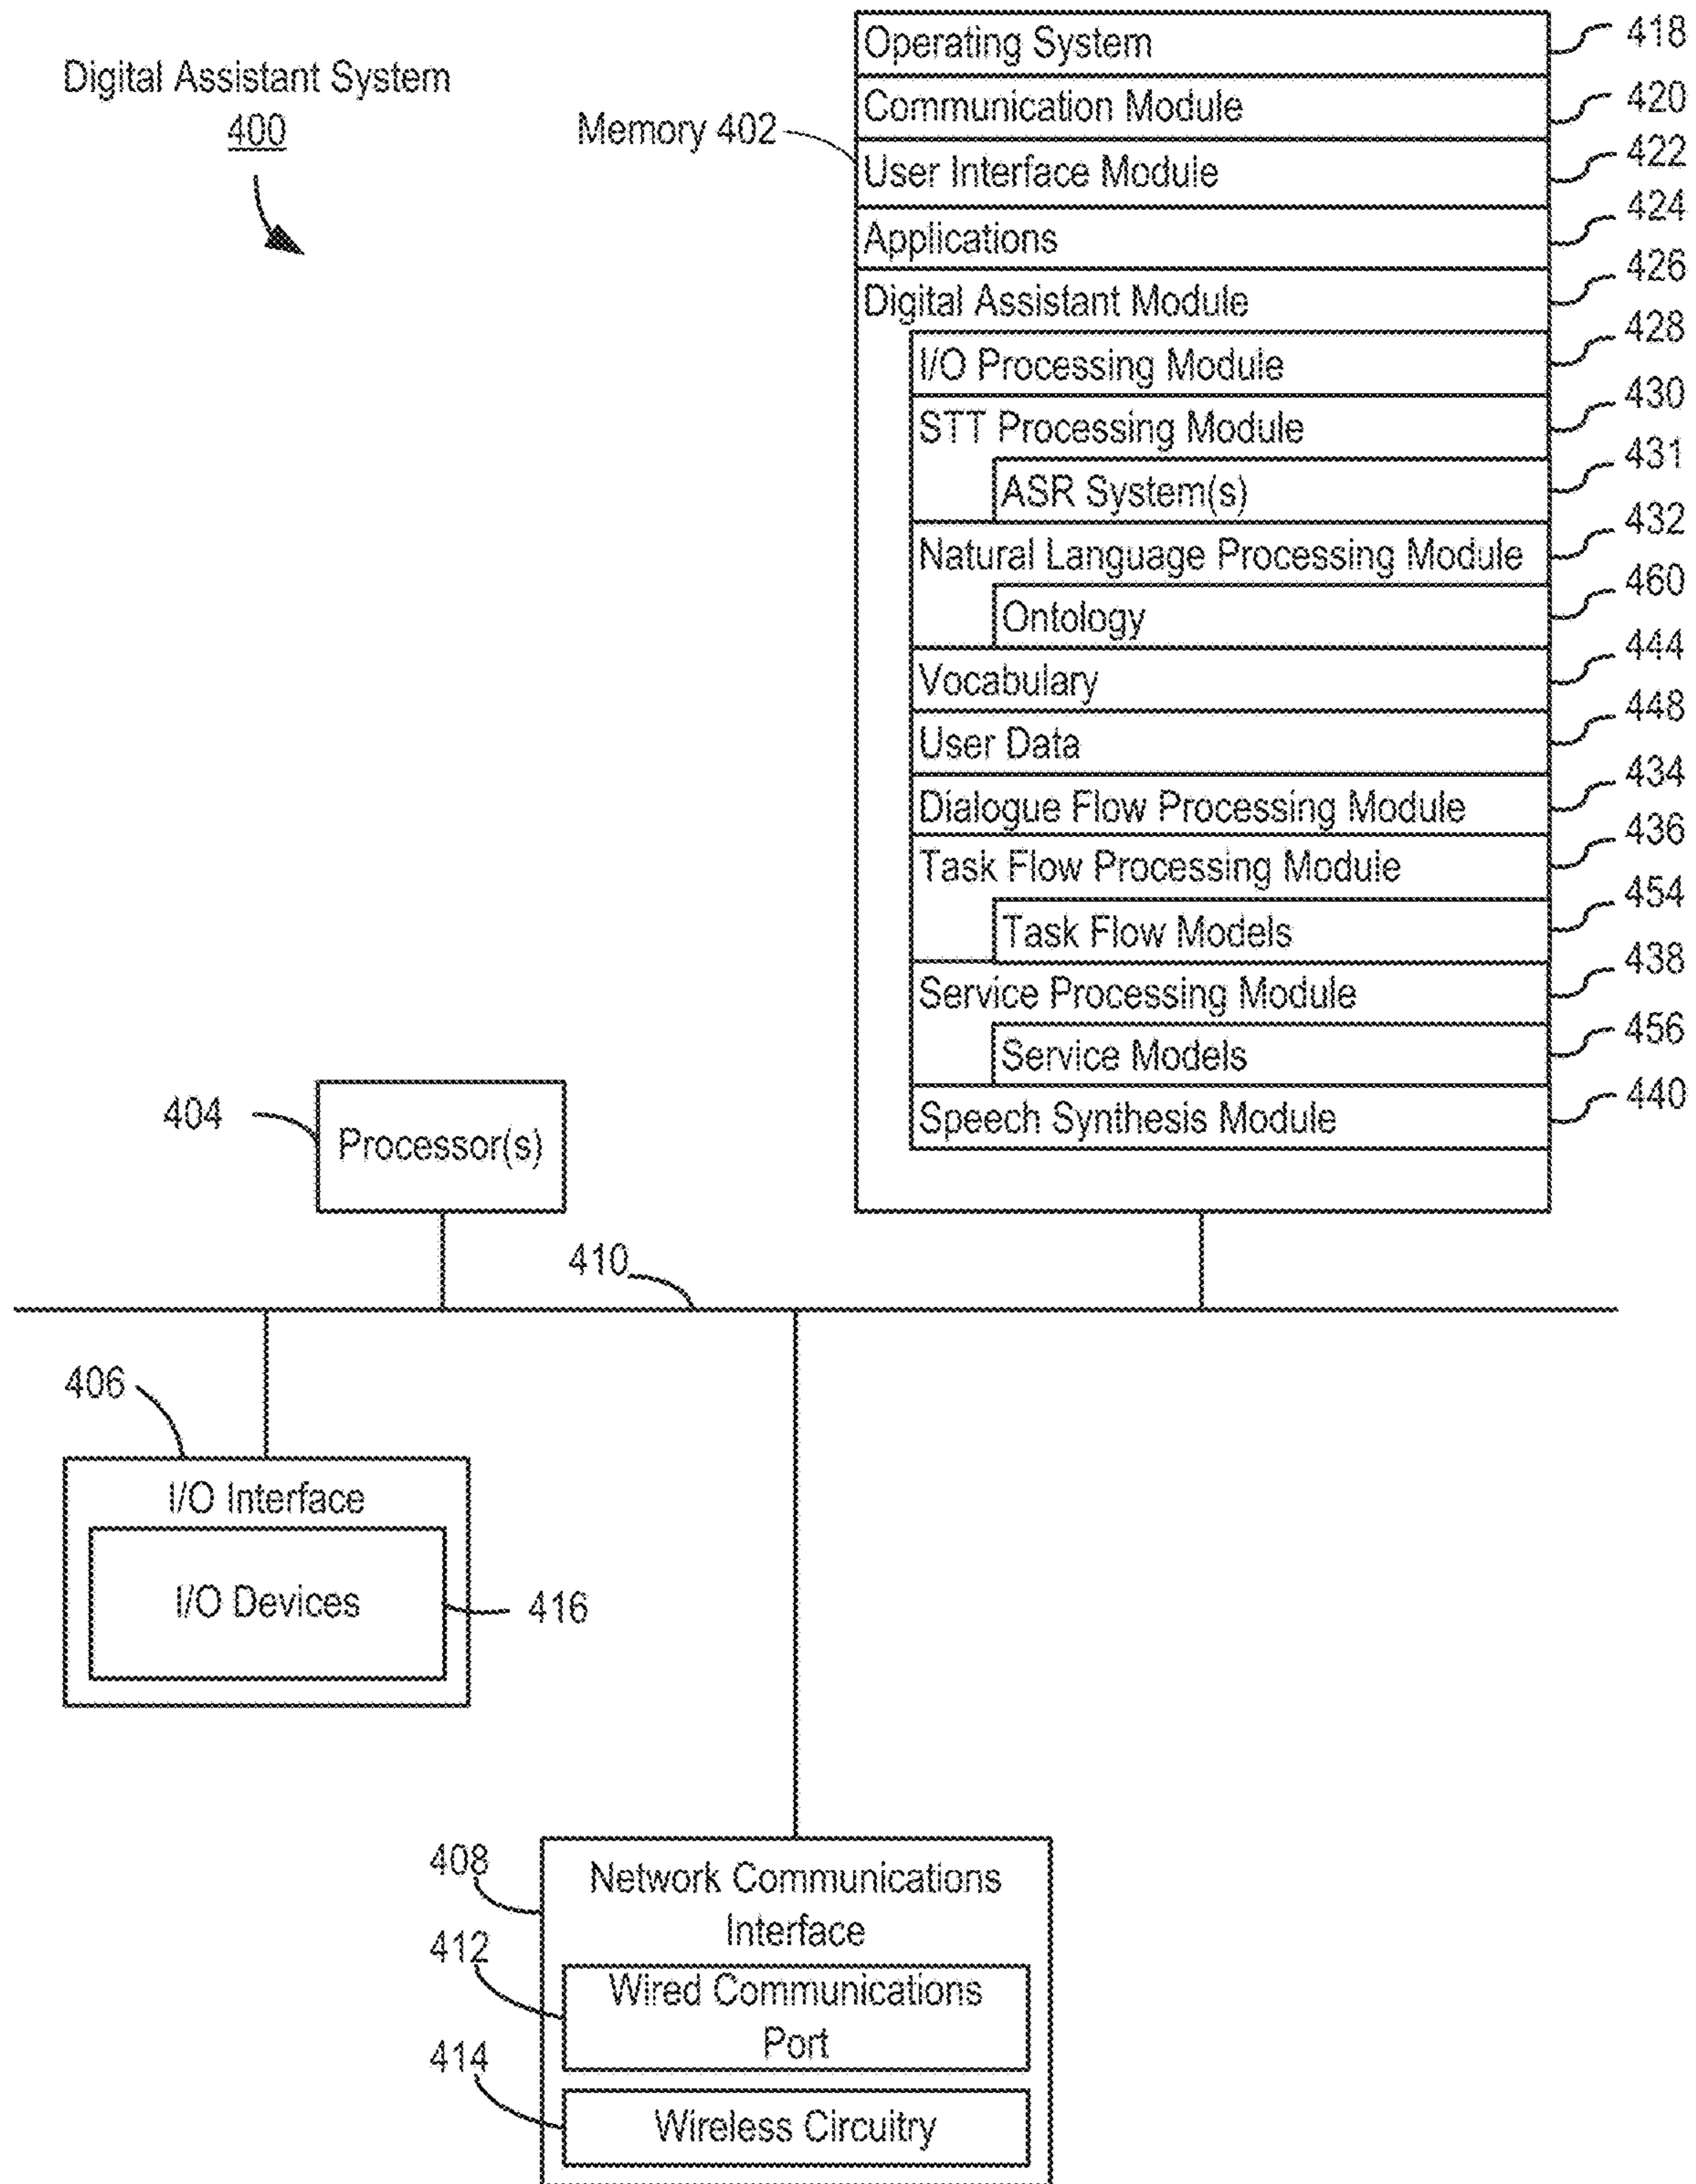 Digital Assistant System
400
Memory 402
Operating System 418
Communication Module 420
User Interface Module 422
Applications 424
Digital Assistant Module 426
I/O Processing Module 428
STT Processing Module 430
ASR System(s) 431
Natural Language Processing Module 432
Ontology 460
Vocabulary 444
User Data 448
Dialogue Flow Processing Module 434
Task Flow Processing Module 436
Task Flow Models 454
Service Processing Module 438
Service Models 456
Speech Synthesis Module 440
404
Processor(s)
410
406
I/O Interface
I/O Devices
416
408
Network Communications
Interface
412
Wired Communications
Port
414
Wireless Circuitry